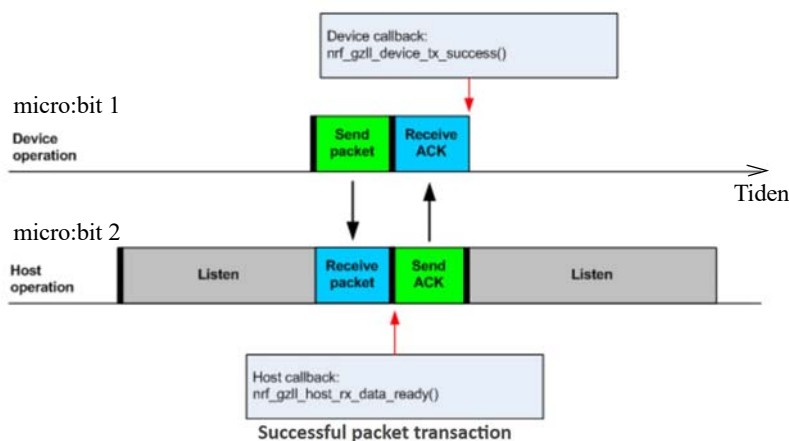 Device callback:
nrf_gzll_device_tx_success()
micro:bit 1
Device
operation
Send
packet
Receive
ACK
Tiden
micro:bit 2
Host
operation
Listen
Receive
packet
Send
ACK
Listen
Host callback:
nrf_gzll_host_rx_data_ready()
Successful packet transaction